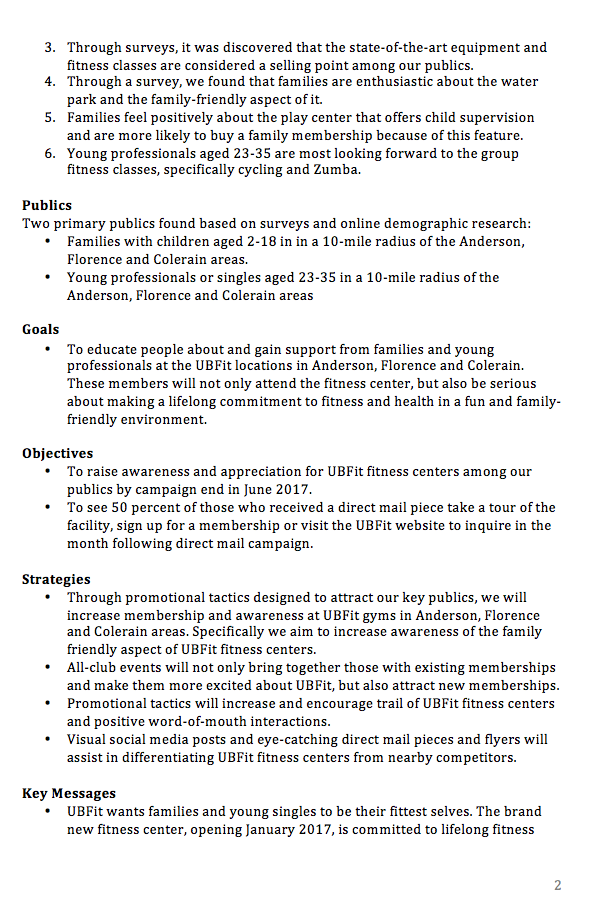 3. Through surveys, it was discovered that the state-of-the-art equipment and
fitness classes are considered a selling point among our publics.
4. Through a survey, we found that families are enthusiastic about the water
park and the family-friendly aspect of it.
5. Families feel positively about the play center that offers child supervision
and are more likely to buy a family membership because of this feature.
6. Young professionals aged 23-35 are most looking forward to the group
fitness classes, specifically cycling and Zumba.
Publics
Two primary publics found based on surveys and online demographic research:
• Families with children aged 2-18 in in a 10-mile radius of the Anderson,
Florence and Colerain areas.
• Young professionals or singles aged 23-35 in a 10-mile radius of the
Anderson, Florence and Colerain areas
Goals
• To educate people about and gain support from families and young
professionals at the UBFit locations in Anderson, Florence and Colerain.
These members will not only attend the fitness center, but also be serious
about making a lifelong commitment to fitness and health in a fun and family-
friendly environment.
Objectives
• To raise awareness and appreciation for UBFit fitness centers among our
publics by campaign end in June 2017.
• To see 50 percent of those who received a direct mail piece take a tour of the
facility, sign up for a membership or visit the UBFit website to inquire in the
month following direct mail campaign.
Strategies
• Through promotional tactics designed to attract our key publics, we will
increase membership and awareness at UBFit gyms in Anderson, Florence
and Colerain areas. Specifically we aim to increase awareness of the family
friendly aspect of UBFit fitness centers.
• All-club events will not only bring together those with existing memberships
and make them more excited about UBFit, but also attract new memberships.
• Promotional tactics will increase and encourage trail of UBFit fitness centers
and positive word-of-mouth interactions.
• Visual social media posts and eye-catching direct mail pieces and flyers will
assist in differentiating UBFit fitness centers from nearby competitors.
Key Messages
• UBFit wants families and young singles to be their fittest selves. The brand
new fitness center, opening January 2017, is committed to lifelong fitness
2